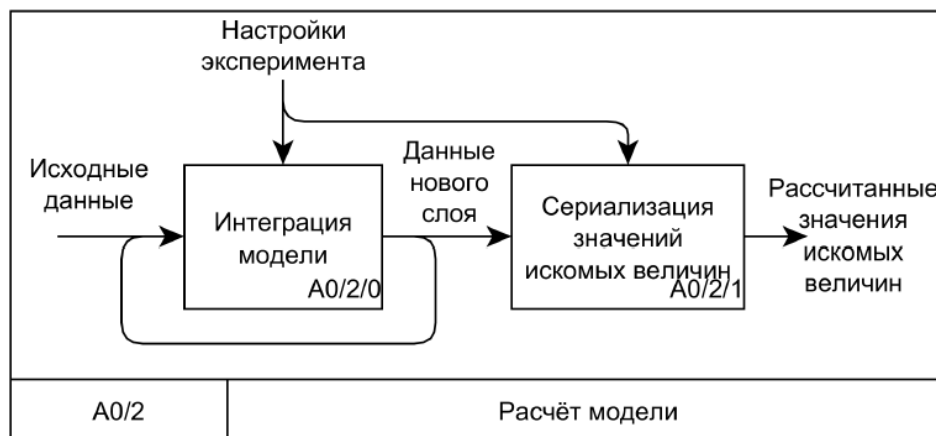 Настройки
эксперимента
Исходные
данные
Интеграция
модели
A0/2/0
Данные
нового
слоя
Сериализация
значений
искомых величин
A0/2/1
Рассчитанные
значения
искомых
величин
A0/2
Расчёт модели